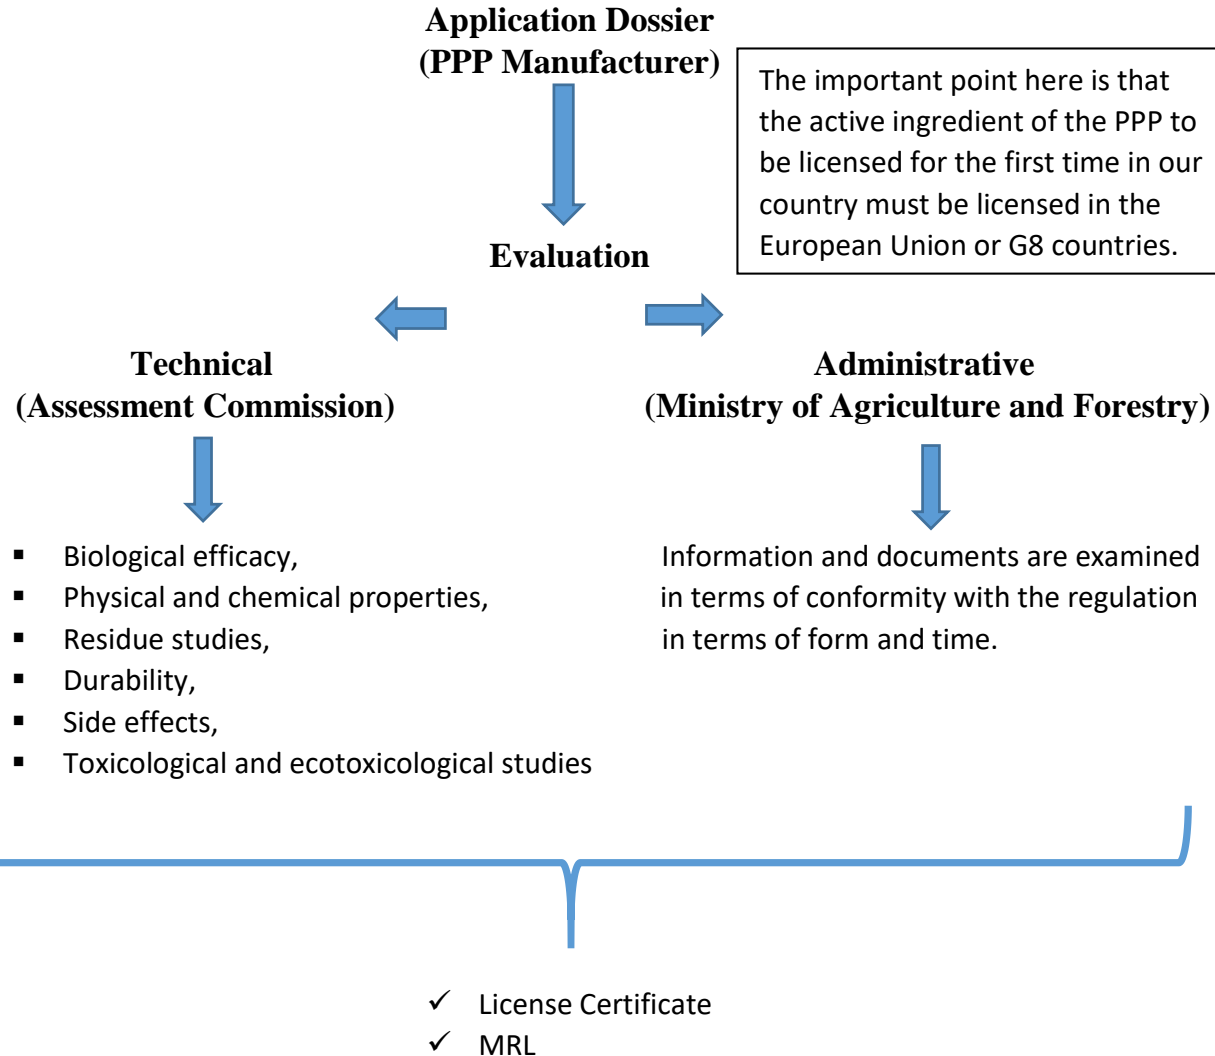 Application Dossier
(PPP Manufacturer)
The important point here is that
the active ingredient of the PPP to
be licensed for the first time in our
country must be licensed in the
European Union or G8 countries.
Evaluation
Technical
(Assessment Commission)
Administrative
(Ministry of Agriculture and Forestry)
▪ Biological efficacy,
▪ Physical and chemical properties,
▪ Residue studies,
▪ Durability,
▪ Side effects,
▪ Toxicological and ecotoxicological studies
Information and documents are examined
in terms of conformity with the regulation
in terms of form and time.
✓ License Certificate
✓ MRL